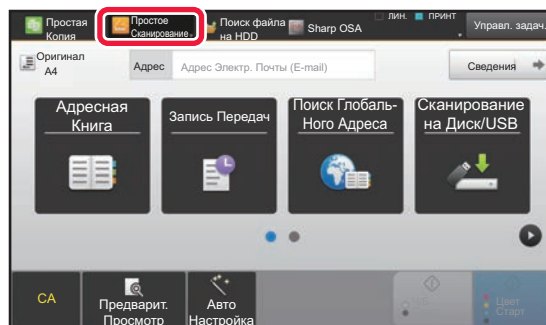 Простая
Копия
Простое
Сканирование
Поиск файла
на HDD
Sharp OSA
ЛИН.
ПРИНТ
Управл. задач.
Оригинал
A4
Адрес
Адрес Электр. Почты (E-mail)
Сведения
Адресная
Книга
Запись Передач
Поиск Глобаль-
Ного Адреса
Сканирование
на Диск/USB
CA
Предварит.
Просмотр
Авто
Настройка
Ч/Б
Старт
Цвет
Старт